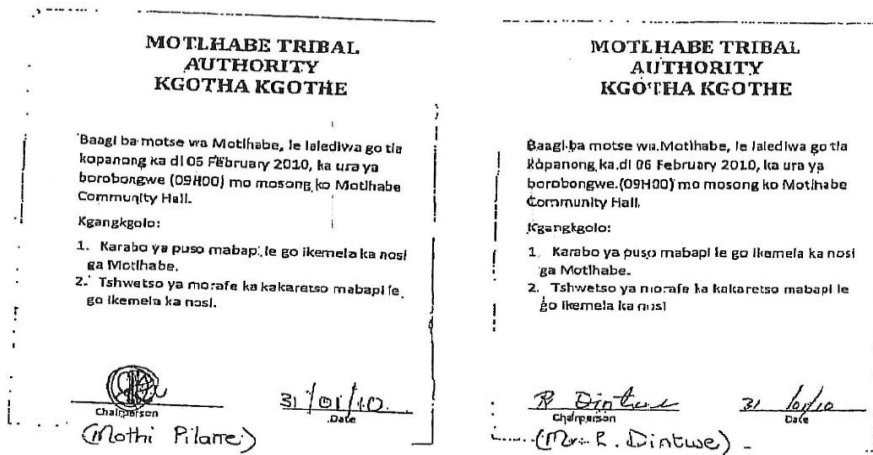 MOTLHABE TRIBAL
AUTHORITY
KGOTHA KGOTHE
Baagi ba motse wa Motlhabe, le lalediwa go tla
kopanong ka di 06 February 2010, ka ura ya
borobongwe (09H00) mo mosong ko Motlhabe
Community Hall.
Kgangkgolo:
1. Karabo ya puso mabapi le go ikemela ka nosi
ga Motlhabe.
2. Tshwetso ya morafe ka kakaretso mabapi le
go ikemela ka nosi.
31/01/10.
Chairperson
Date
(Mothi Pilane)
MOTLHABE TRIBAL
AUTHORITY
KGOTHA KGOTHE
Baagi ba motse wa Motlhabe, le lalediwa go tla
kopanong ka di 06 February 2010, ka ura ya
borobongwe (09H00) mo mosong ko Motlhabe
Community Hall.
Kgangkgolo:
1. Karabo ya puso mabapi le go ikemela ka nosi
ga Motlhabe.
2. Tshwetso ya morafe ka kakaretso mabapi le
go ikemela ka nosi
R Dintwe 31/01/10
Chairperson Date
(Mr. R. Dintwe)